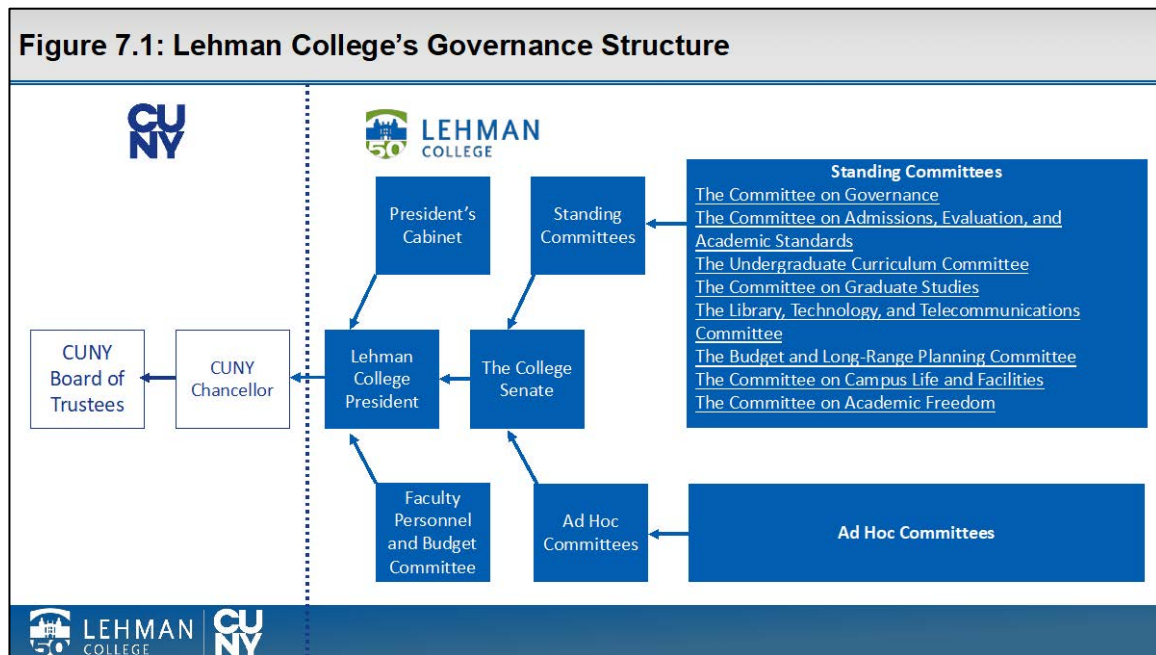 Figure 7.1: Lehman College’s Governance Structure
CU
NY
50
LEHMAN
COLLEGE
President’s
Cabinet
Standing
Committees
Standing Committees
The Committee on Governance
The Committee on Admissions, Evaluation, and
Academic Standards
The Undergraduate Curriculum Committee
The Committee on Graduate Studies
The Library, Technology, and Telecommunications
Committee
The Budget and Long-Range Planning Committee
The Committee on Campus Life and Facilities
The Committee on Academic Freedom
CUNY
Board of
Trustees
CUNY
Chancellor
Lehman
College
President
The College
Senate
Faculty
Personnel
and Budget
Committee
Ad Hoc
Committees
Ad Hoc Committees
50
LEHMAN
COLLEGE
CU
NY